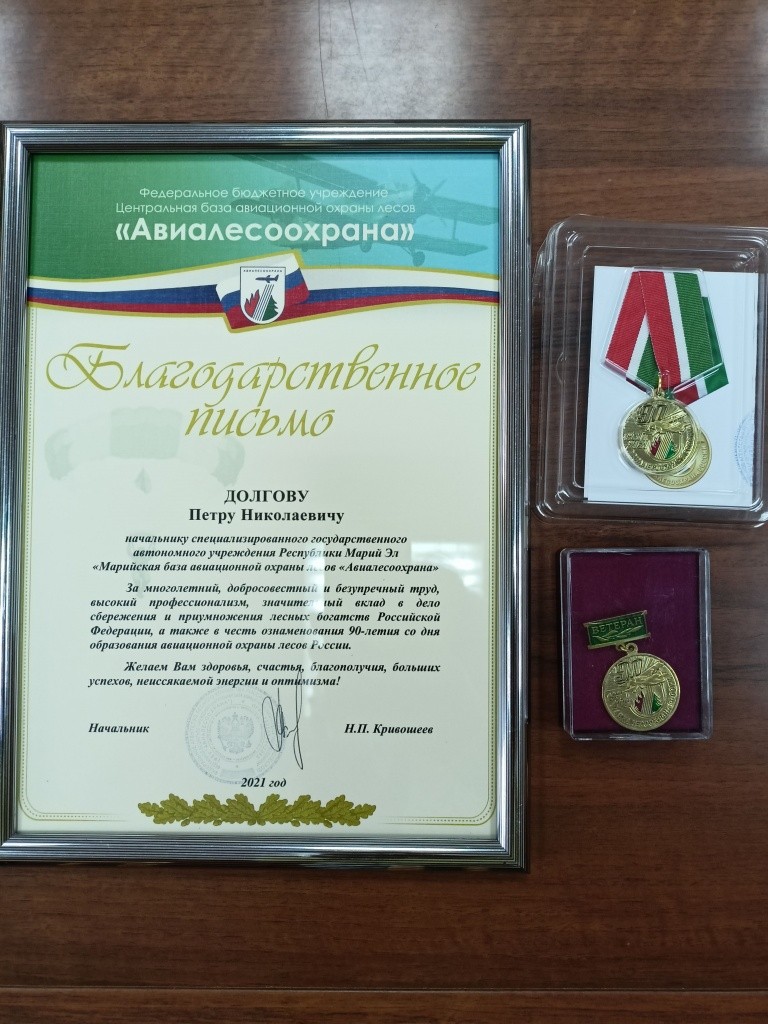 Федеральное бюджетное учреждение
Центральная база авиационной охраны лесов
«Авиалесоохрана»
АВИАЛЕСООХРАНА
Благодарственное
письмо
ДОЛГОВУ
Петру Николаевичу
начальнику специализированного государственного
автономного учреждения Республики Марий Эл
«Марийская база авиационной охраны лесов «Авиалесоохрана»
За многолетний, добросовестный и безупречный труд,
высокий профессионализм, значительный вклад в дело
сбережения и приумножения лесных богатств Российской
Федерации, а также в честь ознаменования 90-летия со дня
образования авиационной охраны лесов России.
Желаем Вам здоровья, счастья, благополучия, больших
успехов, неиссякаемой энергии и оптимизма!
Начальник
Н.П. Кривошеев
2021 год
90
ВЕТЕРАН
90